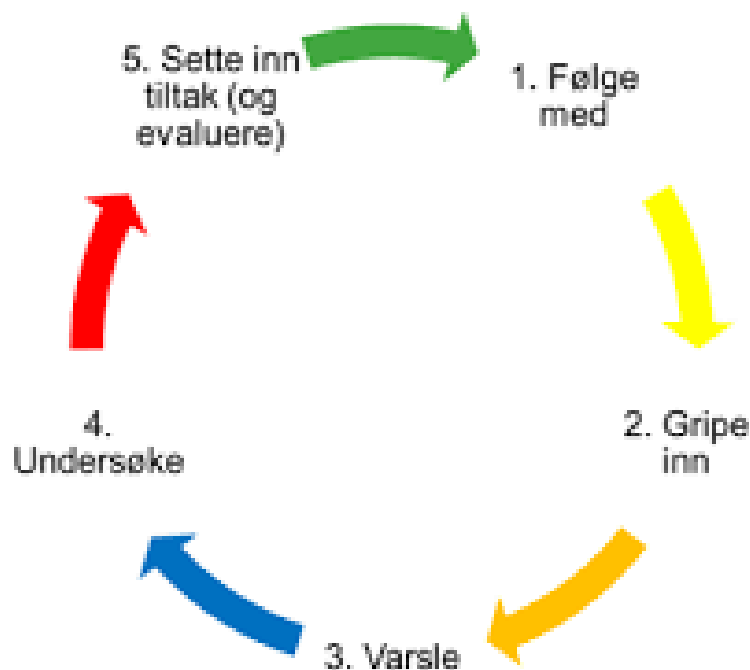 1. Følge
med
2. Gripe
inn
3. Varsle
4.
Undersøke
5. Sette inn
tiltak (og
evaluere)